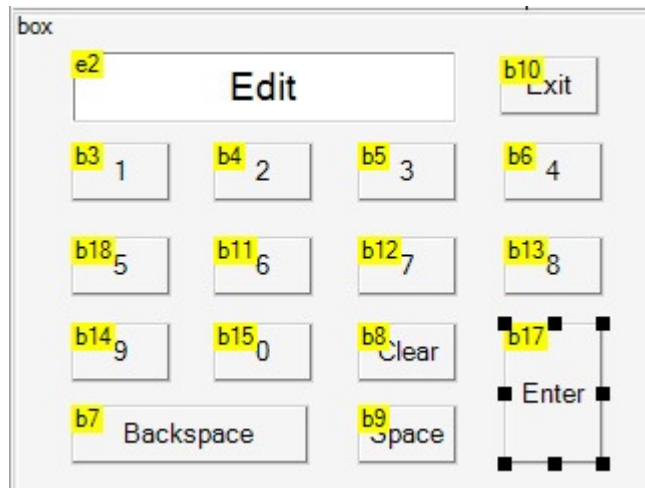 box
e2 Edit b10 Exit
b3 1 b4 2 b5 3 b6 4
b18 5 b11 6 b12 7 b13 8
b14 9 b15 0 b8 Clear b17 Enter
b7 Backspace b9 Space